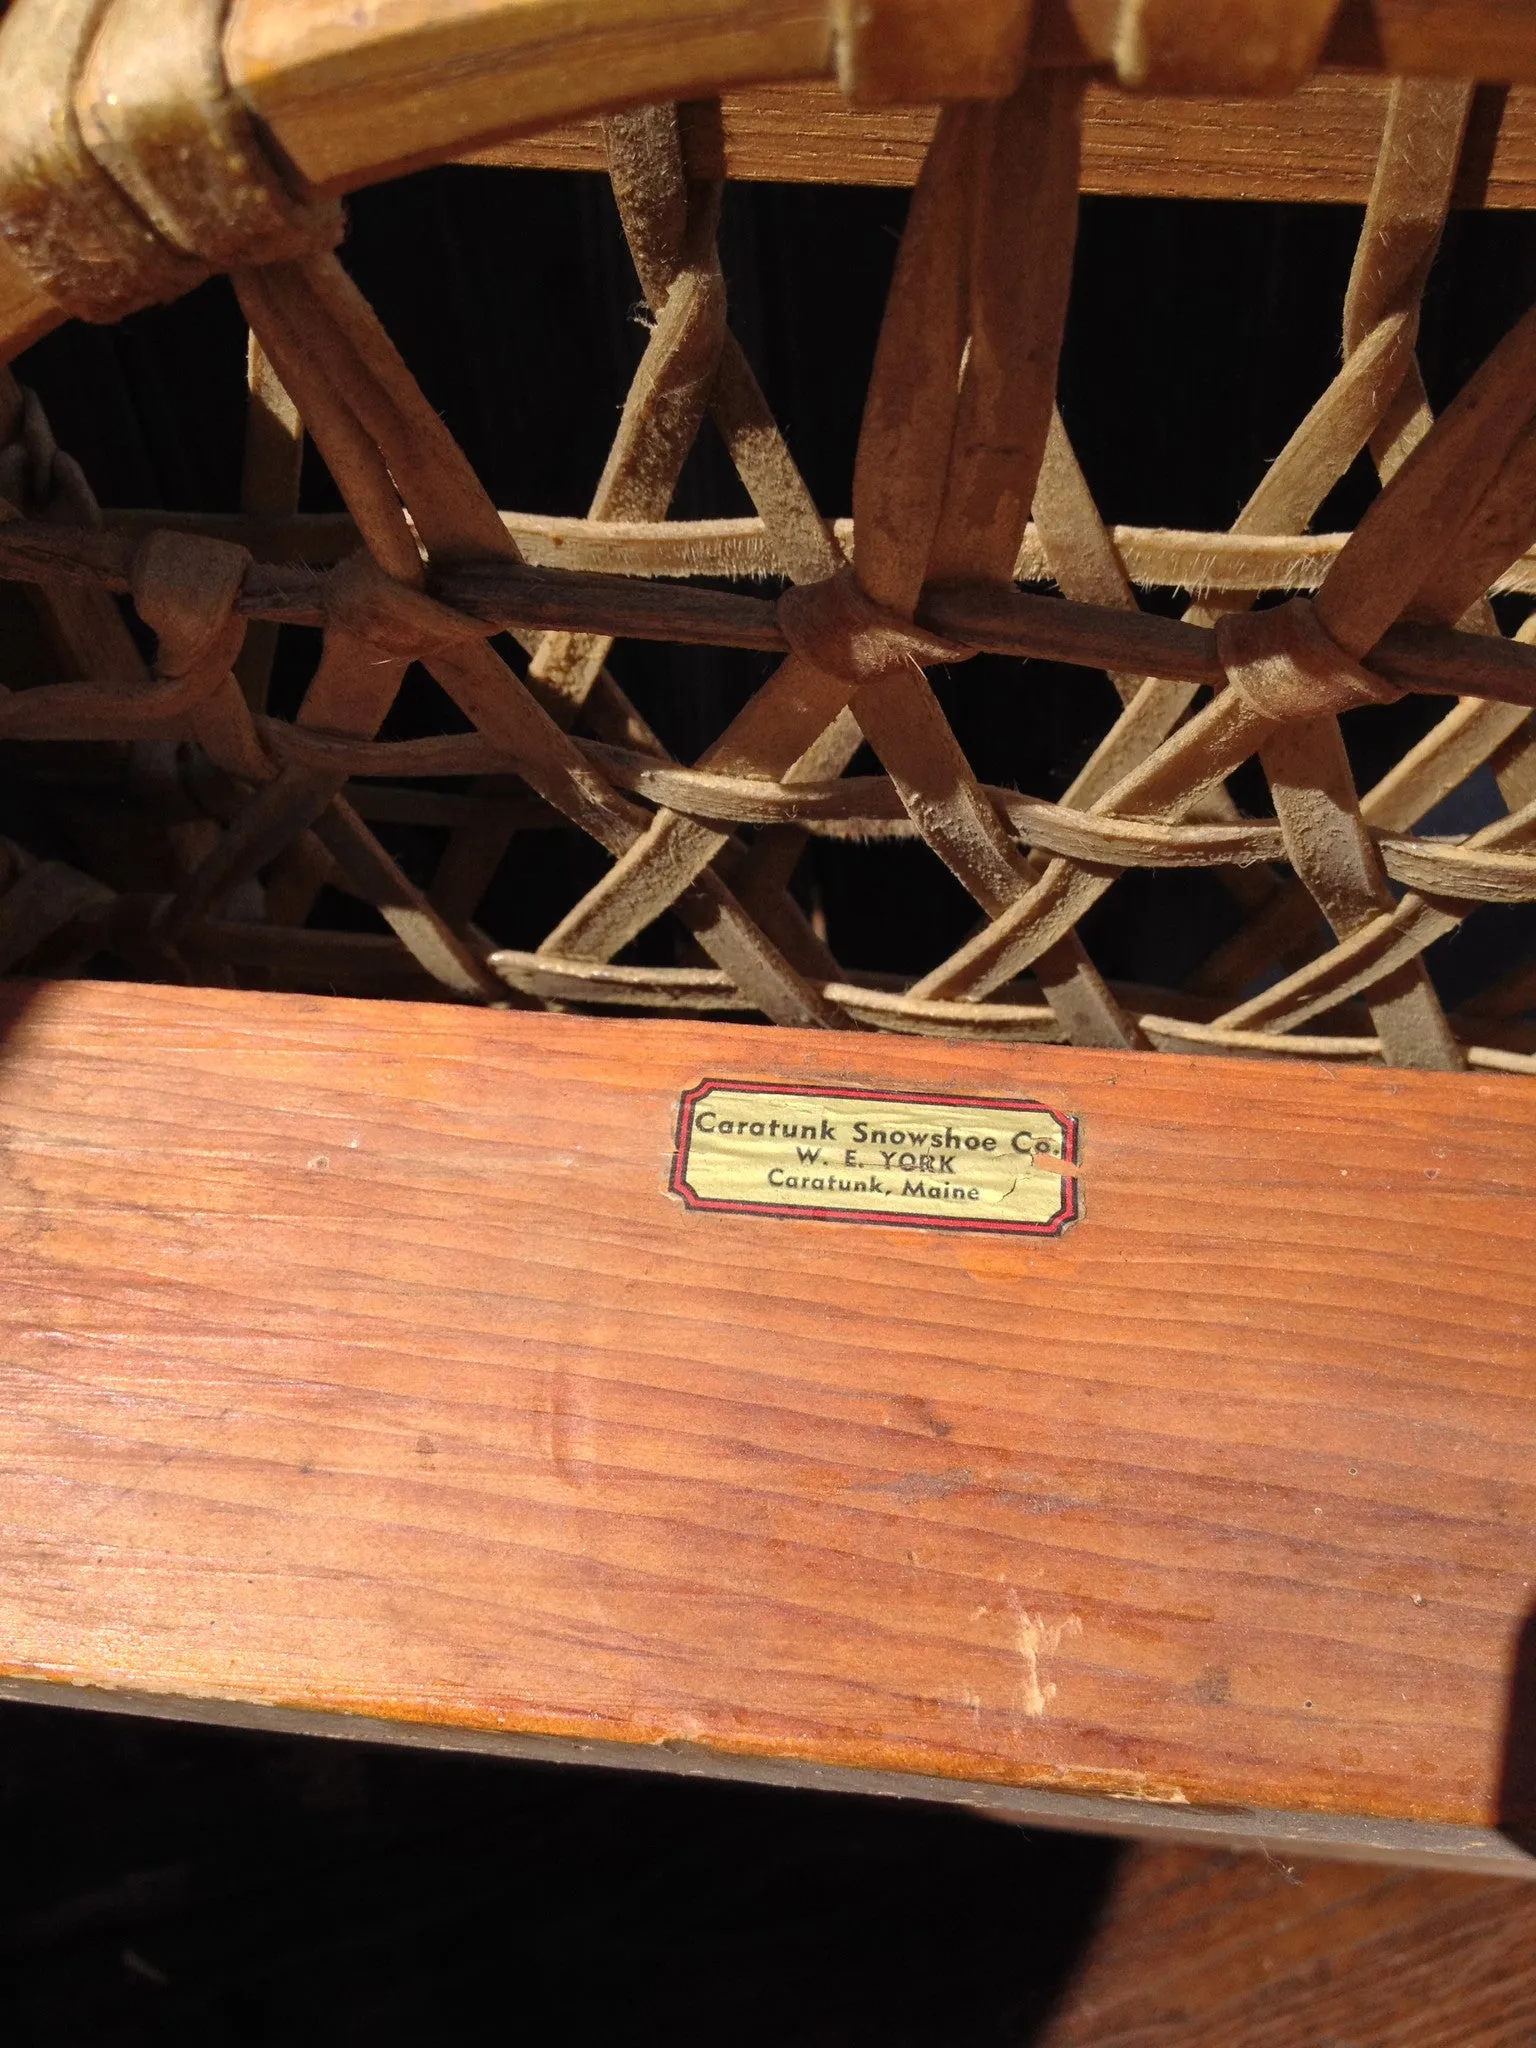 Caratunk Snowshoe Co.
W. E. YORK
Caratunk, Maine